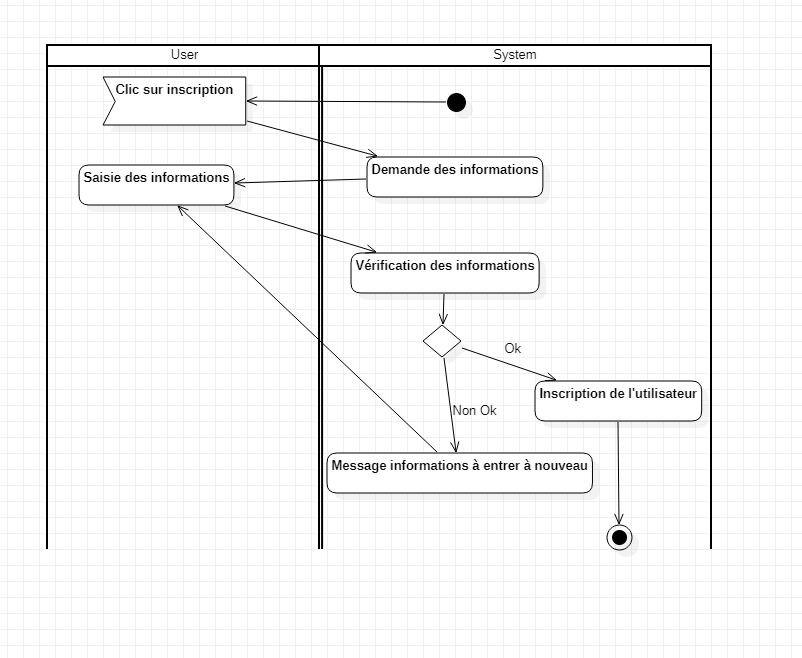 User
System
Clic sur inscription
Demande des informations
Saisie des informations
Vérification des informations
Ok
Inscription de l'utilisateur
Non Ok
Message informations à entrer à nouveau